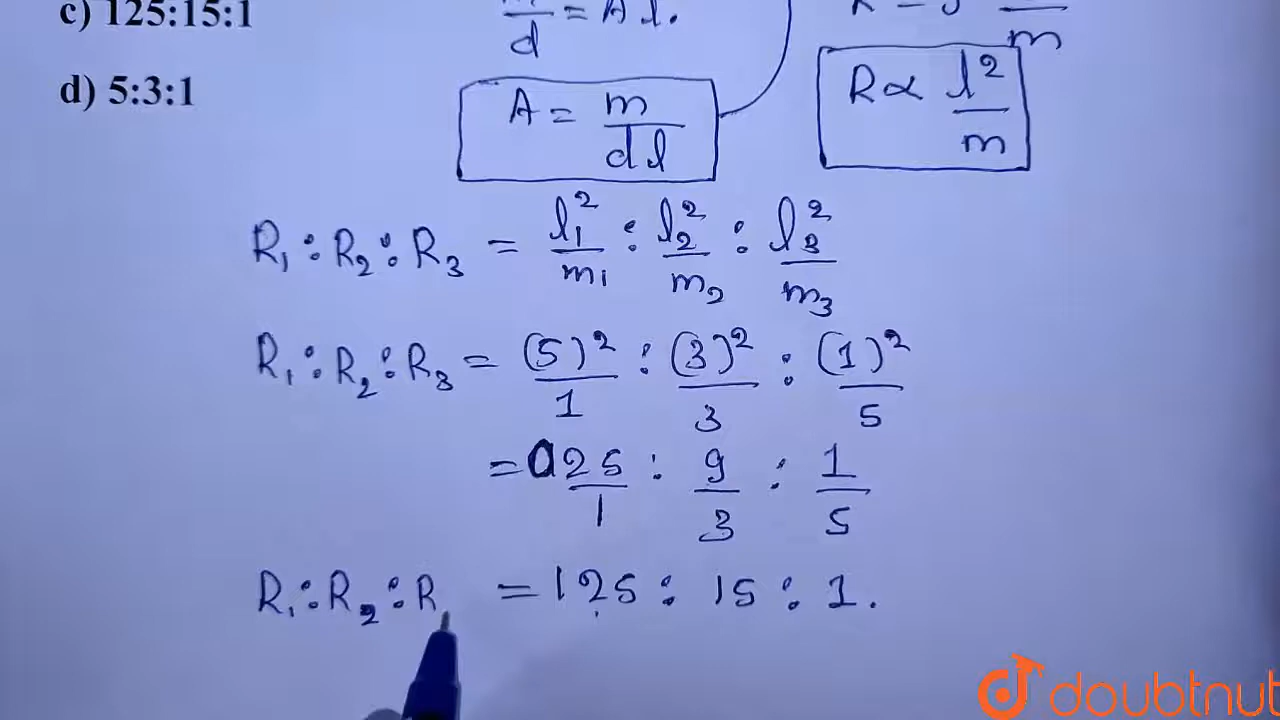 c) 125:15:1
m/d = A l.
d) 5:3:1
A = m/dl
R ∝ l²/m
R₁ : R₂ : R₃ = l₁²/m₁ : l₂²/m₂ : l₃²/m₃
R₁ : R₂ : R₃ = (5)²/1 : (3)²/3 : (1)²/5
= 25/1 : 9/3 : 1/5
R₁ : R₂ : R = 125 : 15 : 1.
doubtnut